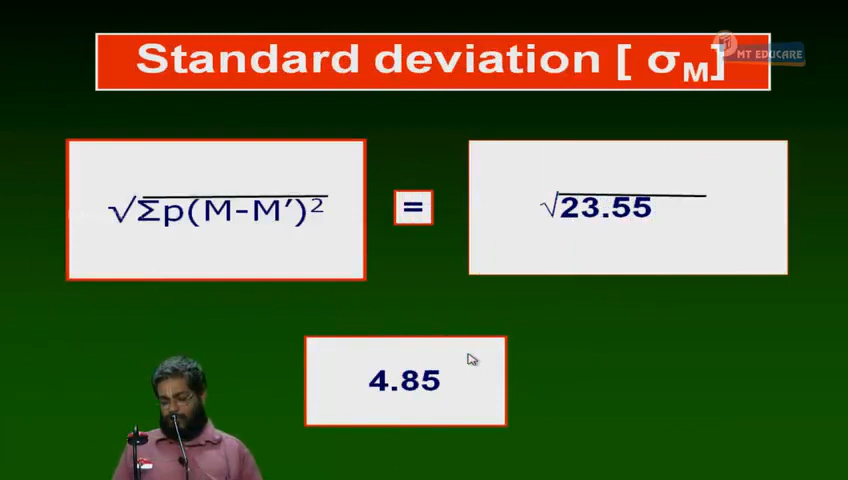 Standard deviation [ σM]
MT EDUCARE
√Σp(M-M′)²
=
√23.55
4.85